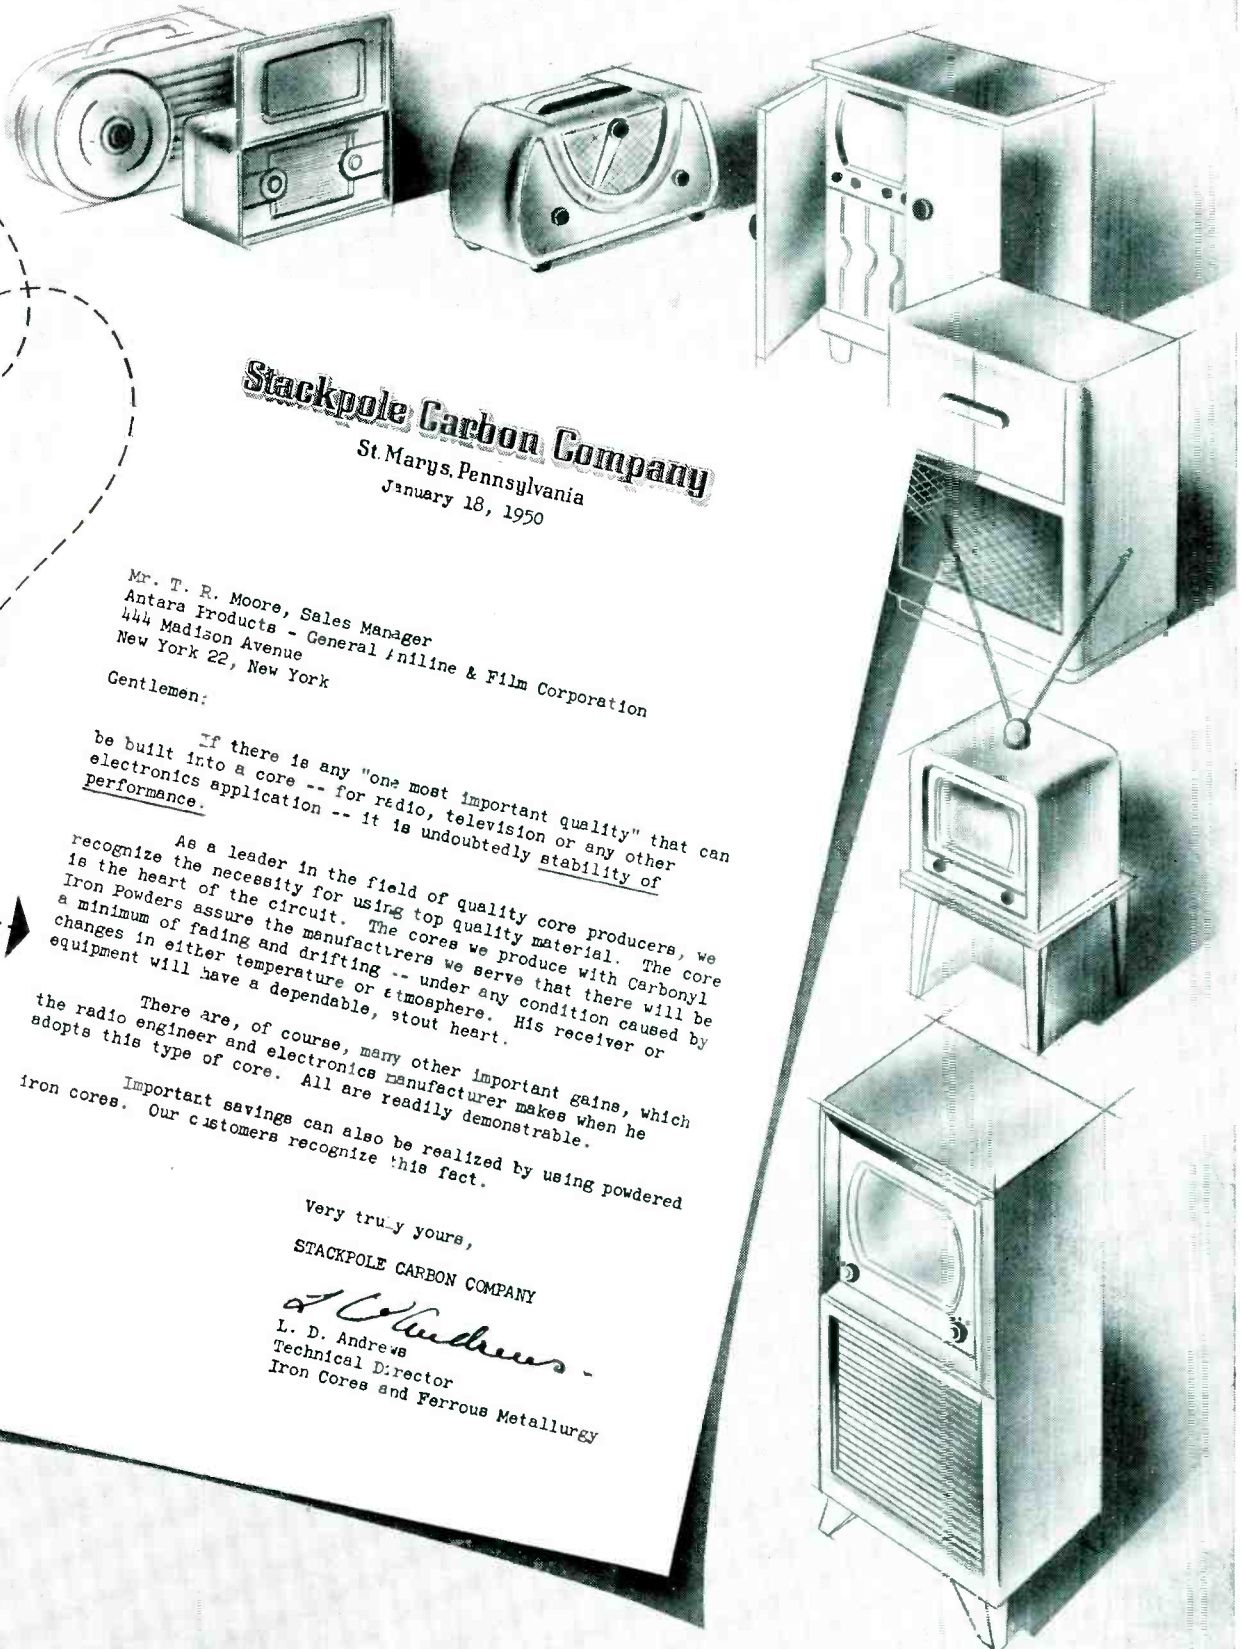 Stackpole Carbon Company
St. Marys, Pennsylvania
January 18, 1950
Mr. T. R. Moore, Sales Manager
Antara Products - General Aniline & Film Corporation
444 Madison Avenue
New York 22, New York
Gentlemen:
If there is any "one most important quality" that can
be built into a core -- for radio, television or any other
electronics application -- it is undoubtedly stability of
performance.
As a leader in the field of quality core producers, we
recognize the necessity for using top quality material. The core
is the heart of the circuit. The cores we produce with Carbonyl
Iron Powders assure the manufacturers we serve that there will be
a minimum of fading and drifting -- under any condition caused by
changes in either temperature or atmosphere. His receiver or
equipment will have a dependable, stout heart.
There are, of course, many other important gains, which
the radio engineer and electronics manufacturer makes when he
adopts this type of core. All are readily demonstrable.
Important savings can also be realized by using powdered
iron cores. Our customers recognize this fact.
Very truly yours,
STACKPOLE CARBON COMPANY
L D Andrews
L. D. Andrews
Technical Director
Iron Cores and Ferrous Metallurgy